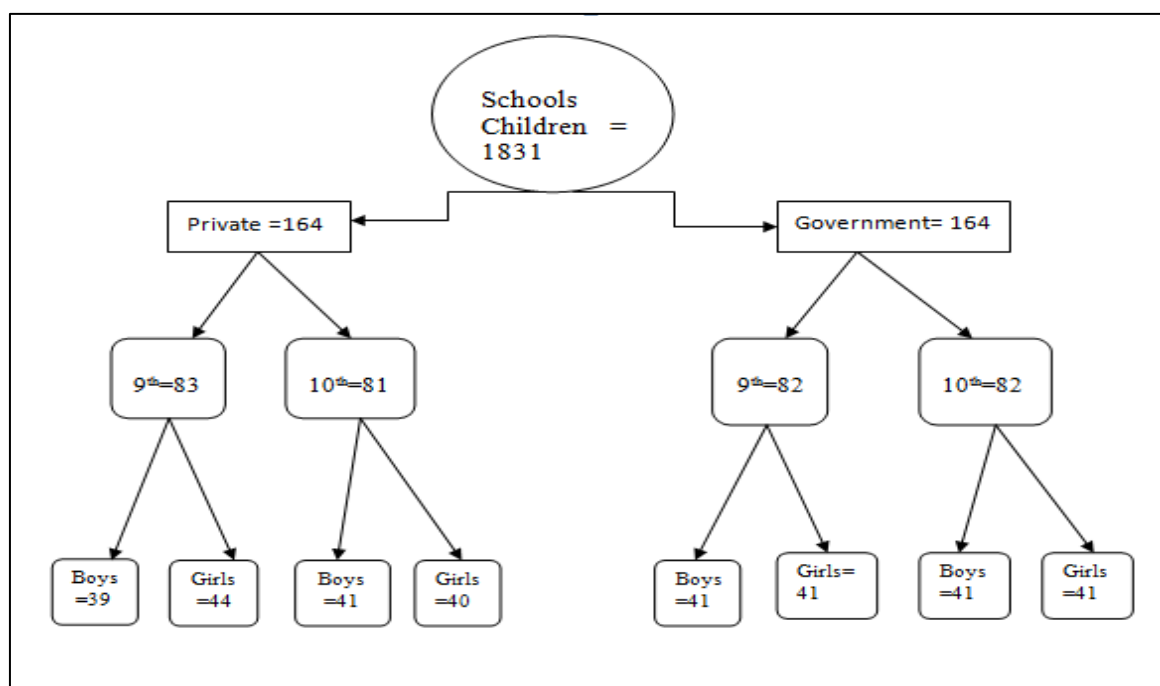 Schools
Children =
1831
Private =164
Government= 164
9th=83
10th=81
9th=82
10th=82
Boys
=39
Girls
=44
Boys
=41
Girls
=40
Boys
=41
Girls=
41
Boys
=41
Girls
=41